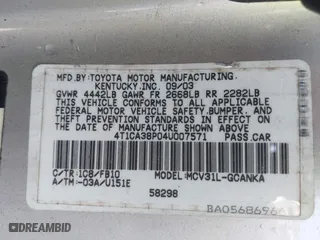 MFD.BY:TOYOTA MOTOR MANUFACTURING.
KENTUCKY,INC. 09/03
GVWR 4442LB GAWR FR 2668LB RR 2282LB
THIS VEHICLE CONFORMS TO ALL APPLICABLE
FEDERAL MOTOR VEHICLE SAFETY,BUMPER, AND
THEFT PREVENTION STANDARDS IN EFFECT ON
THE DATE OF MANUFACTURE SHOWN ABOVE.
4T1CA38P04U007571 PASS.CAR
C/TR:1C8/FB10 MODEL:MCV31L-GCANKA
A/TM:-03A/U151E
58298
BA0568696A